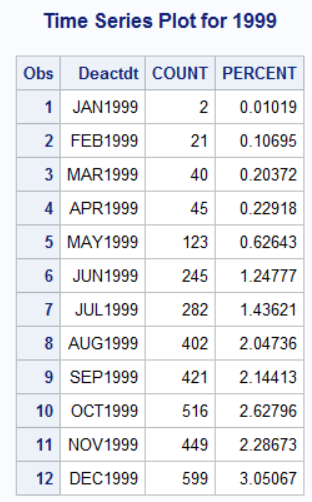 Time Series Plot for 1999
Obs Deactdt COUNT PERCENT
1 JAN1999 2 0.01019
2 FEB1999 21 0.10695
3 MAR1999 40 0.20372
4 APR1999 45 0.22918
5 MAY1999 123 0.62643
6 JUN1999 245 1.24777
7 JUL1999 282 1.43621
8 AUG1999 402 2.04736
9 SEP1999 421 2.14413
10 OCT1999 516 2.62796
11 NOV1999 449 2.28673
12 DEC1999 599 3.05067